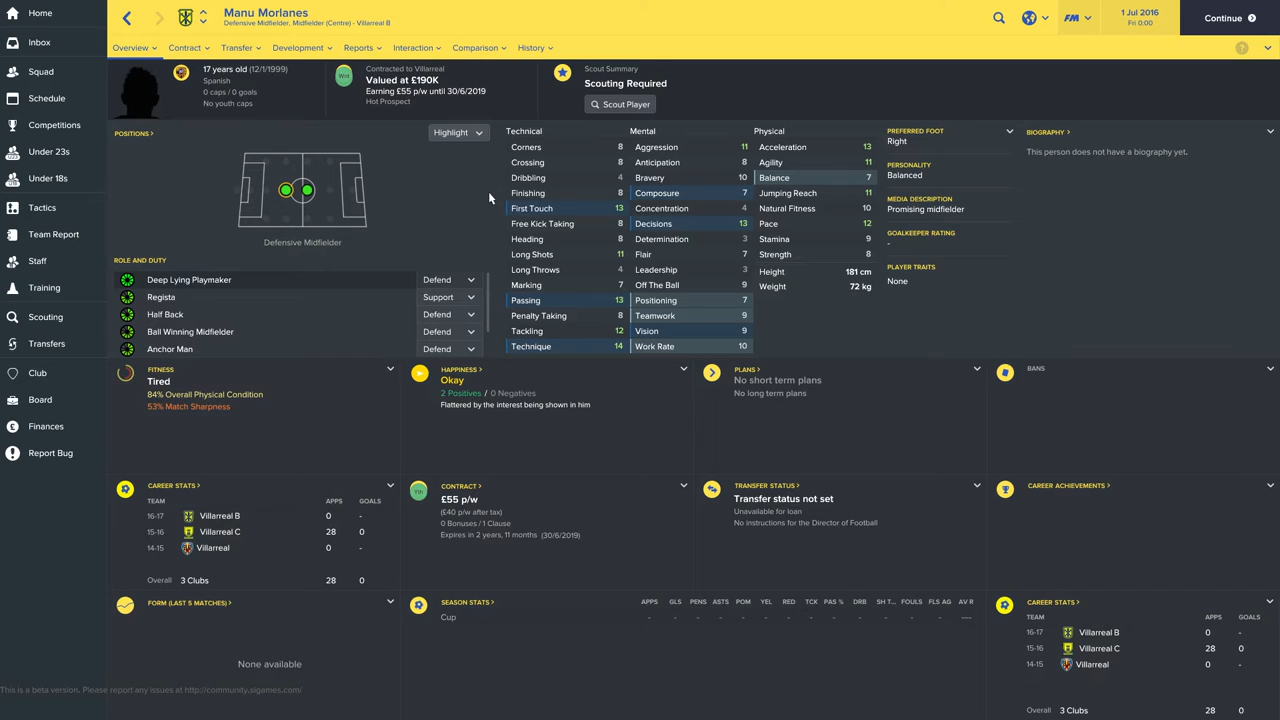 Home
Inbox
Squad
Schedule
Competitions
Under 23s
Under 18s
Tactics
Team Report
Staff
Training
Scouting
Transfers
Club
Board
Finances
Report Bug
Manu Morlanes
Defensive Midfielder, Midfielder (Centre) - Villarreal B
FM
1 Jul 2016
Fri 0:00
Continue
Overview Contract Transfer Development Reports Interaction Comparison History
?
17 years old (12/1/1999)
Spanish
0 caps / 0 goals
No youth caps
Wnt
Contracted to Villarreal
Valued at £190K
Earning £55 p/w until 30/6/2019
Hot Prospect
Scout Summary
Scouting Required
Scout Player
POSITIONS >
Highlight
Defensive Midfielder
ROLE AND DUTY
Deep Lying Playmaker Defend
Regista Support
Half Back Defend
Ball Winning Midfielder Defend
Anchor Man Defend
Technical
Corners 8
Crossing 8
Dribbling 4
Finishing 8
First Touch 13
Free Kick Taking 8
Heading 8
Long Shots 11
Long Throws 4
Marking 7
Passing 13
Penalty Taking 8
Tackling 12
Technique 14
Mental
Aggression 11
Anticipation 8
Bravery 10
Composure 7
Concentration 4
Decisions 13
Determination 3
Flair 7
Leadership 3
Off The Ball 9
Positioning 7
Teamwork 9
Vision 9
Work Rate 10
Physical
Acceleration 13
Agility 11
Balance 7
Jumping Reach 11
Natural Fitness 10
Pace 12
Stamina 9
Strength 8
Height 181 cm
Weight 72 kg
PREFERRED FOOT
Right
PERSONALITY
Balanced
MEDIA DESCRIPTION
Promising midfielder
GOALKEEPER RATING
-
PLAYER TRAITS
None
BIOGRAPHY >
This person does not have a biography yet.
FITNESS
Tired
84% Overall Physical Condition
53% Match Sharpness
HAPPINESS >
Okay
2 Positives / 0 Negatives
Flattered by the interest being shown in him
PLANS >
No short term plans
No long term plans
BANS
CAREER STATS >
TEAM APPS GOALS
16-17 Villarreal B 0 -
15-16 Villarreal C 28 0
14-15 Villarreal 0 -
Overall 3 Clubs 28 0
Yth
CONTRACT >
£55 p/w
(£40 p/w after tax)
0 Bonuses / 1 Clause
Expires in 2 years, 11 months (30/6/2019)
TRANSFER STATUS >
Transfer status not set
Unavailable for loan
No instructions for the Director of Football
CAREER ACHIEVEMENTS >
FORM (LAST 5 MATCHES) >
None available
SEASON STATS >
APPS GLS PENS ASTS POM YEL RED TCK PAS % DRB SH T... FOULS FLS AG AV R
Cup - - - - - - - - - - - - - ---
CAREER STATS >
TEAM APPS GOALS
16-17 Villarreal B 0 -
15-16 Villarreal C 28 0
14-15 Villarreal 0 -
Overall 3 Clubs 28 0
This is a beta version. Please report any issues at http://community.sigames.com/